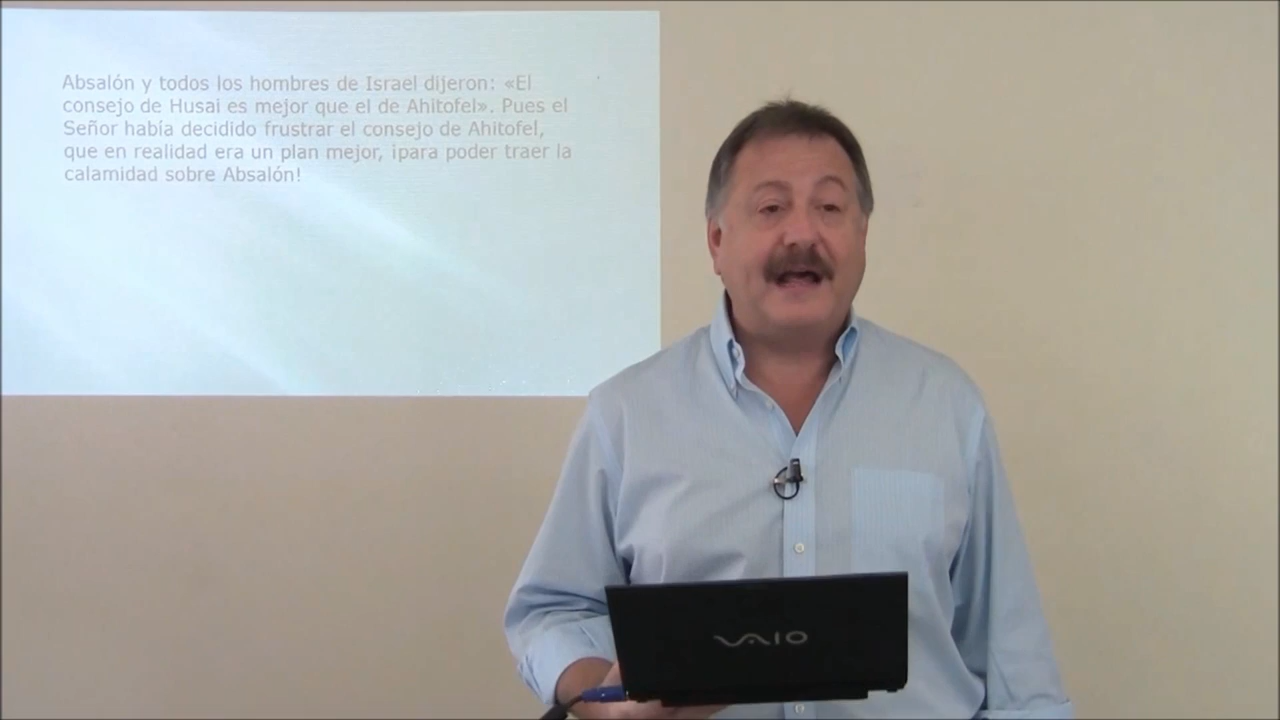 Absalón y todos los hombres de Israel dijeron: «El
consejo de Husai es mejor que el de Ahitofel». Pues el
Señor había decidido frustrar el consejo de Ahitofel,
que en realidad era un plan mejor, ¡para poder traer la
calamidad sobre Absalón!
VAIO